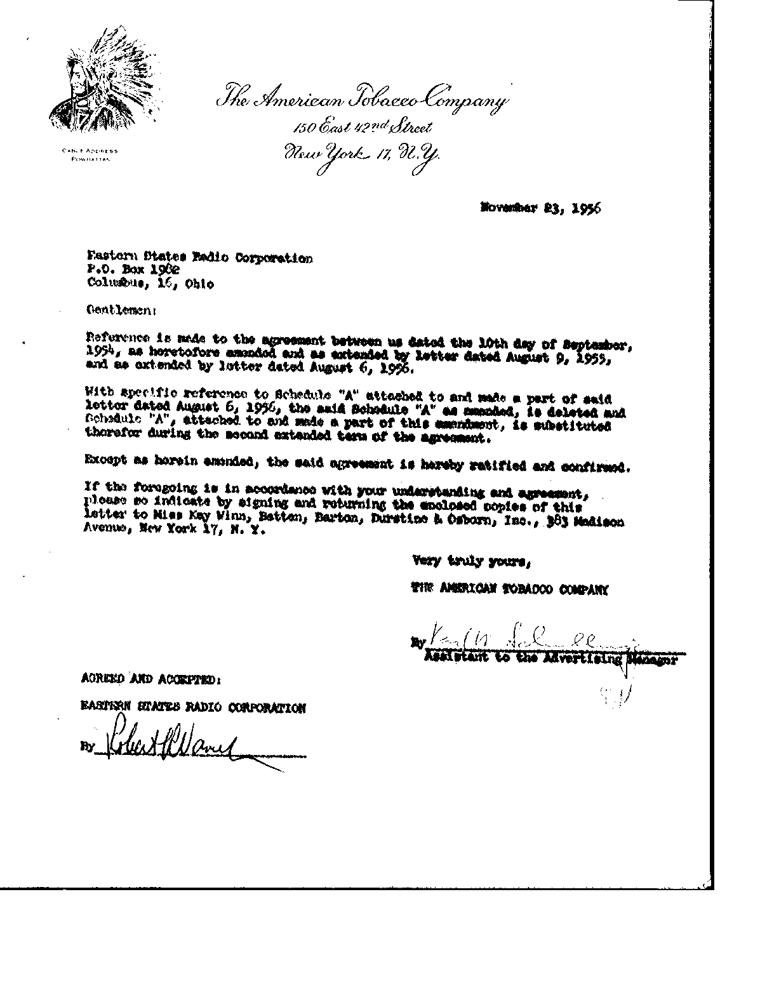 The American Tobacco Company
150 East 42nd Street
New York 17, N.Y.
CABLE ADDRESS
POWHATTAN
November 23, 1956
Eastern States Radio Corporation
P.O. Box 1982
Columbus, 16, Ohio
Gentlemen:
Reference is made to the agreement between us dated the 10th day of September,
1954, as heretofore amended and as extended by letter dated August 9, 1955,
and as extended by letter dated August 6, 1956.
With specific reference to Schedule "A" attached to and made a part of said
letter dated August 6, 1956, the said Schedule "A" as amended, is deleted and
Schedule "A", attached to and made a part of this amendment, is substituted
therefor during the second extended term of the agreement.
Except as herein amended, the said agreement is hereby ratified and confirmed.
If the foregoing is in accordance with your understanding and agreement,
please so indicate by signing and returning the enclosed copies of this
letter to Miss Kay Winn, Batten, Barton, Durstine & Osborn, Inc., 383 Madison
Avenue, New York 17, N. Y.
Very truly yours,
THE AMERICAN TOBACCO COMPANY
By
Assistant to the Advertising Manager
AGREED AND ACCEPTED:
EASTERN STATES RADIO CORPORATION
By Robert